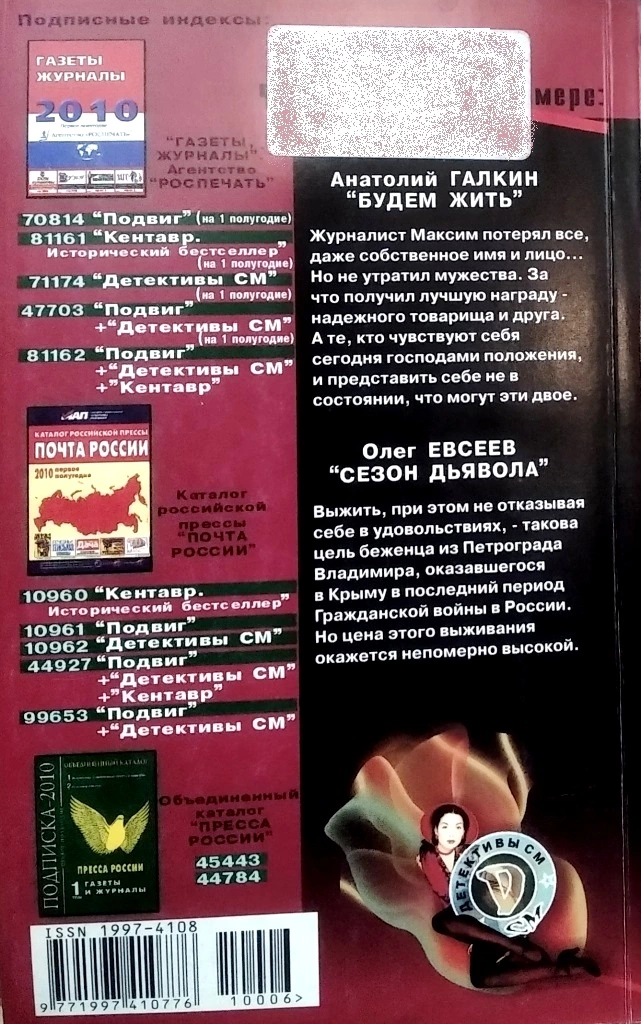 Подписные индексы:
ГАЗЕТЫ
ЖУРНАЛЫ
2010
"ГАЗЕТЫ,
ЖУРНАЛЫ".
Агентство
"РОСПЕЧАТЬ"
70814 "Подвиг" (на 1 полугодие)
81161 "Кентавр.
Исторический бестселлер"
(на 1 полугодие)
71174 "Детективы СМ"
(на 1 полугодие)
47703 "Подвиг"
+"Детективы СМ"
(на 1 полугодие)
81162 "Подвиг"
+"Детективы СМ"
+"Кентавр"
КАТАЛОГ РОССИЙСКОЙ ПРЕССЫ
ПОЧТА РОССИИ
2010 первое
полугодие
Каталог
российской
прессы
"ПОЧТА
РОССИИ"
10960 "Кентавр.
Исторический бестселлер"
10961 "Подвиг"
10962 "Детективы СМ"
44927 "Подвиг"
+"Детективы СМ"
+"Кентавр"
99653 "Подвиг"
+"Детективы СМ"
ПОДПИСКА-2010
ОБЪЕДИНЕННЫЙ КАТАЛОГ
ПРЕССА РОССИИ
1 ГАЗЕТЫ
И ЖУРНАЛЫ
Объединенный
каталог
"ПРЕССА
РОССИИ"
45443
44784
ISSN 1997-4108
9 771997 410776
10006>
мере:
Анатолий ГАЛКИН
"БУДЕМ ЖИТЬ"
Журналист Максим потерял все,
даже собственное имя и лицо...
Но не утратил мужества. За
что получил лучшую награду -
надежного товарища и друга.
А те, кто чувствуют себя
сегодня господами положения,
и представить себе не в
состоянии, что могут эти двое.
Олег ЕВСЕЕВ
"СЕЗОН ДЬЯВОЛА"
Выжить, при этом не отказывая
себе в удовольствиях, - такова
цель беженца из Петрограда
Владимира, оказавшегося
в Крыму в последний период
Гражданской войны в России.
Но цена этого выживания
окажется непомерно высокой.
ДЕТЕКТИВЫ СМ
СМ